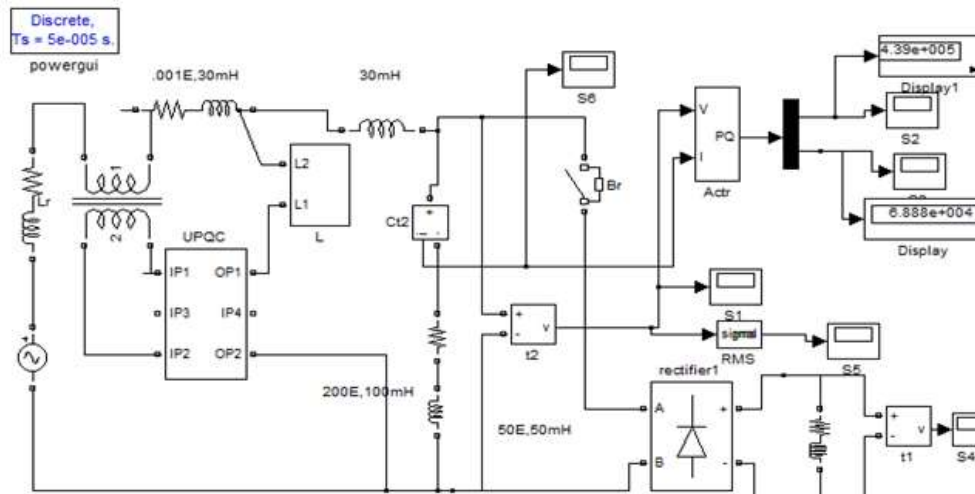 Discrete,
Ts = 5e-005 s.
powergui
.001E,30mH
30mH
S6
4.39e+005
Display1
V
PQ
I
Actr
S2
6.888e+004
Display
L2
L1
L
Br
Lr
1
2
Ct2
+
i
-
UPQC
IP1
OP1
IP3
IP4
IP2
OP2
+
-
v
t2
S1
signal
RMS
S5
rectifier1
200E,100mH
50E,50mH
A
+
B
-
+
-
v
t1
S4